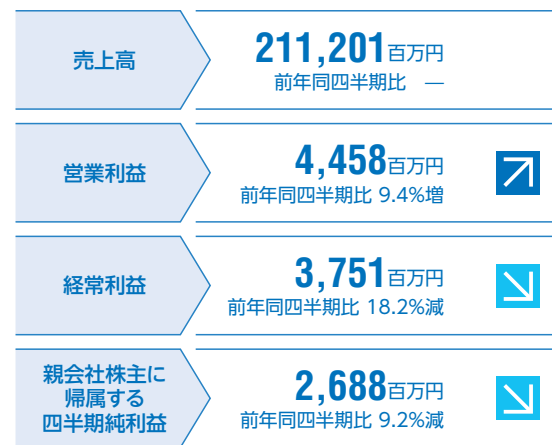 売上高
211,201百万円
前年同四半期比 —
営業利益
4,458百万円
前年同四半期比 9.4%増
経常利益
3,751百万円
前年同四半期比 18.2%減
親会社株主に
帰属する
四半期純利益
2,688百万円
前年同四半期比 9.2%減